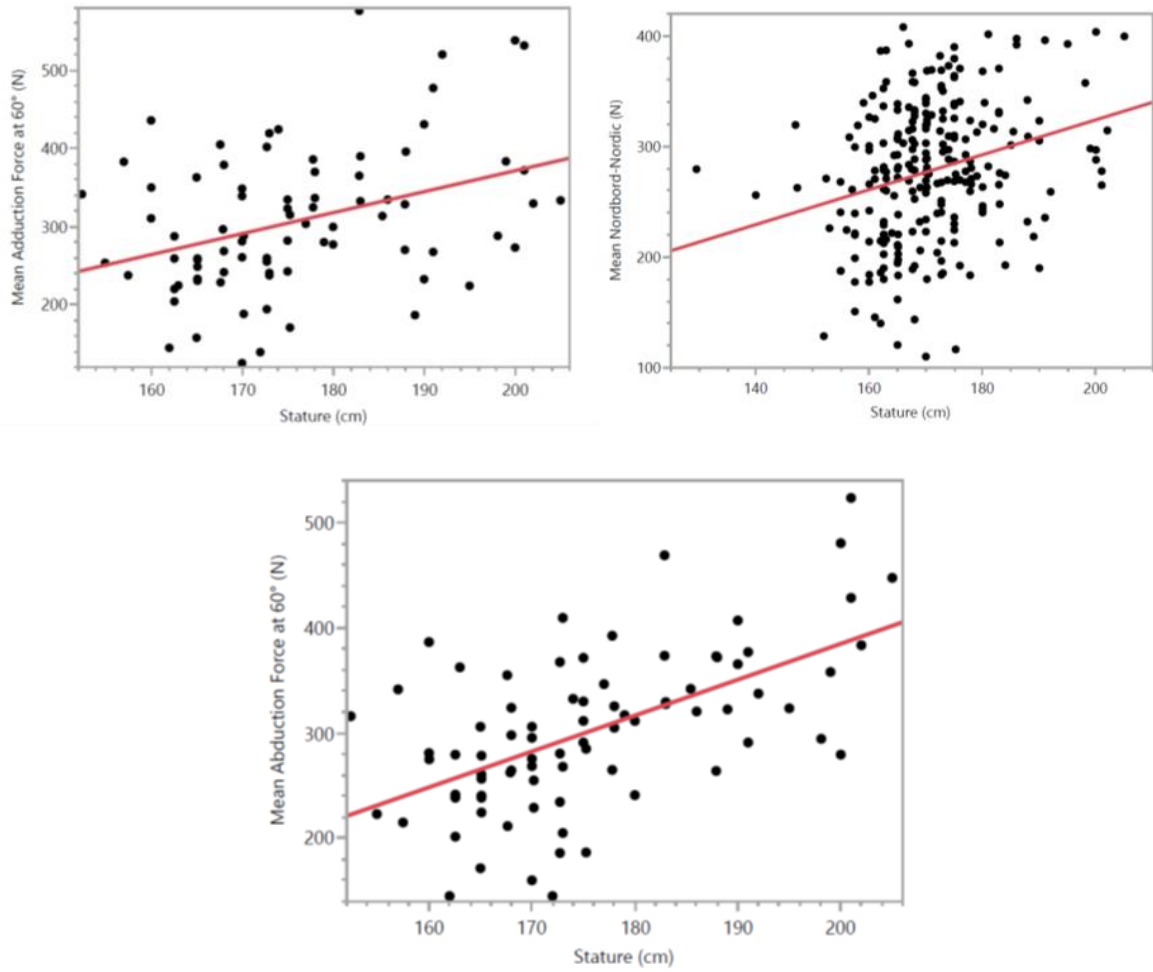 Mean Adduction Force at 60° (N)
500
400
300
200
160 170 180 190 200
Stature (cm)
Mean Nordbord-Nordic (N)
400
300
200
100
140 160 180 200
Stature (cm)
Mean Abduction Force at 60° (N)
500
400
300
200
160 170 180 190 200
Stature (cm)